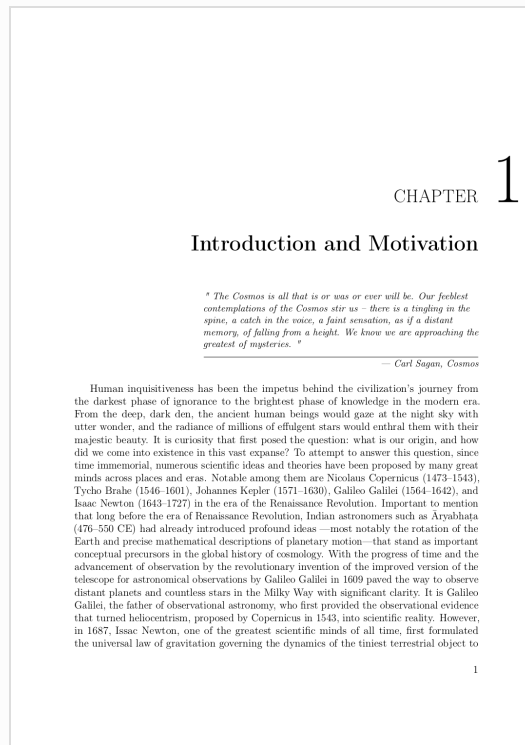 CHAPTER 1
Introduction and Motivation
" The Cosmos is all that is or was or ever will be. Our feeblest
contemplations of the Cosmos stir us – there is a tingling in the
spine, a catch in the voice, a faint sensation, as if a distant
memory, of falling from a height. We know we are approaching the
greatest of mysteries. "
— Carl Sagan, Cosmos
Human inquisitiveness has been the impetus behind the civilization's journey from
the darkest phase of ignorance to the brightest phase of knowledge in the modern era.
From the deep, dark den, the ancient human beings would gaze at the night sky with
utter wonder, and the radiance of millions of effulgent stars would enthral them with their
majestic beauty. It is curiosity that first posed the question: what is our origin, and how
did we come into existence in this vast expanse? To attempt to answer this question, since
time immemorial, numerous scientific ideas and theories have been proposed by many great
minds across places and eras. Notable among them are Nicolaus Copernicus (1473–1543),
Tycho Brahe (1546–1601), Johannes Kepler (1571–1630), Galileo Galilei (1564–1642), and
Isaac Newton (1643–1727) in the era of the Renaissance Revolution. Important to mention
that long before the era of Renaissance Revolution, Indian astronomers such as Āryabhaṭa
(476–550 CE) had already introduced profound ideas —most notably the rotation of the
Earth and precise mathematical descriptions of planetary motion—that stand as important
conceptual precursors in the global history of cosmology. With the progress of time and the
advancement of observation by the revolutionary invention of the improved version of the
telescope for astronomical observations by Galileo Galilei in 1609 paved the way to observe
distant planets and countless stars in the Milky Way with significant clarity. It is Galileo
Galilei, the father of observational astronomy, who first provided the observational evidence
that turned heliocentrism, proposed by Copernicus in 1543, into scientific reality. However,
in 1687, Issac Newton, one of the greatest scientific minds of all time, first formulated
the universal law of gravitation governing the dynamics of the tiniest terrestrial object to
1